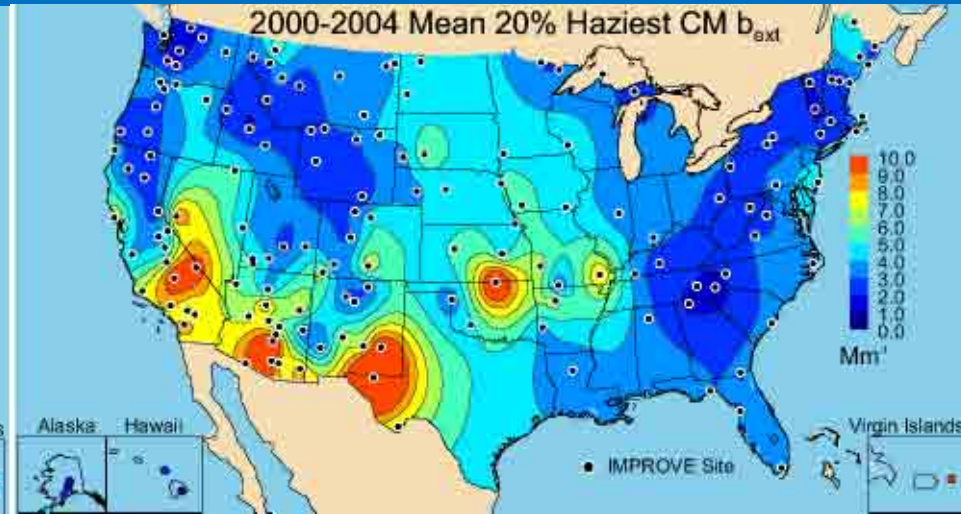 2000-2004 Mean 20% Haziest CM bext
10.0
9.0
8.0
7.0
6.0
5.0
4.0
3.0
2.0
1.0
0.0
Mm-1
s
Alaska
Hawaii
Virgin Islands
IMPROVE Site